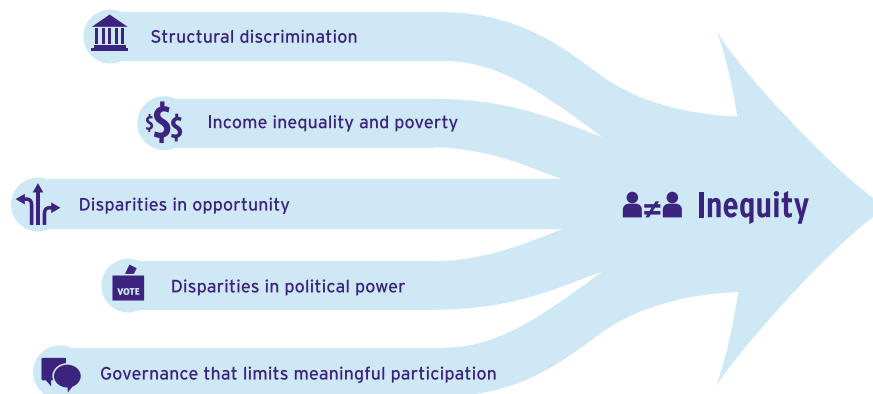 Structural discrimination
$$$
Income inequality and poverty
≠ Inequity
Disparities in opportunity
VOTE
Disparities in political power
Governance that limits meaningful participation